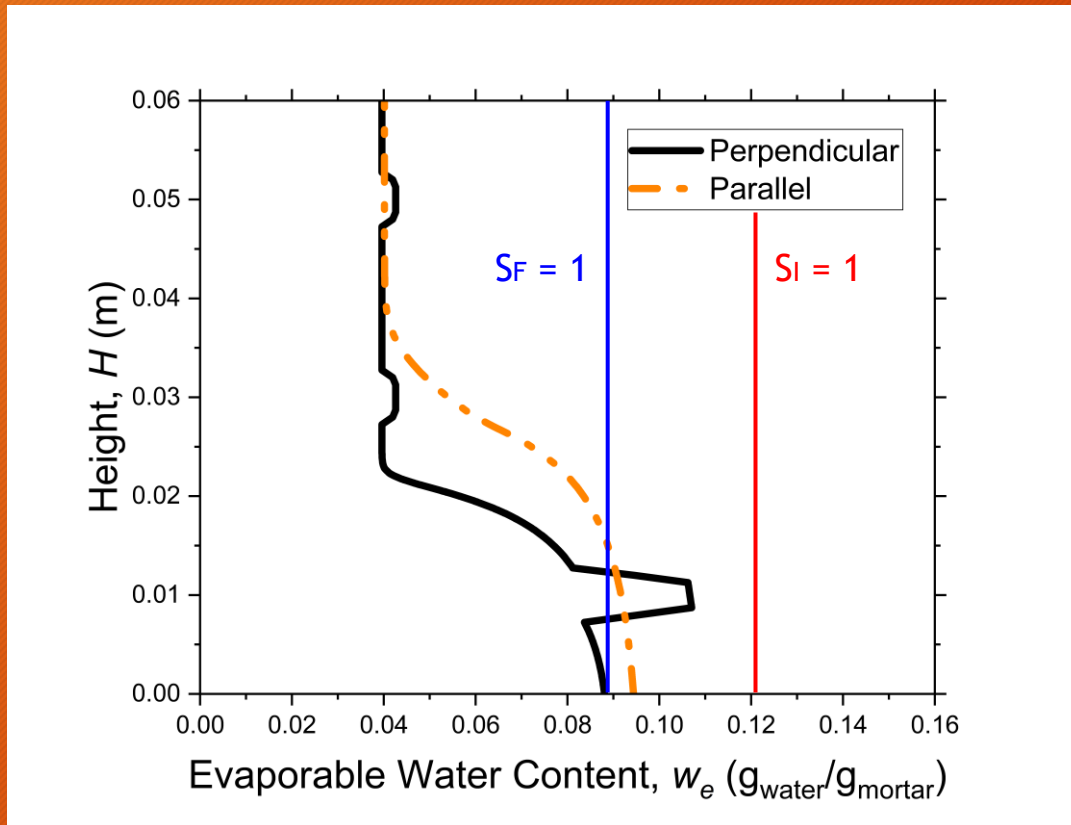 0.06
0.05
0.04
0.03
0.02
0.01
0.00
Height, H (m)
Perpendicular
Parallel
SF = 1
SI = 1
0.00 0.02 0.04 0.06 0.08 0.10 0.12 0.14 0.16
Evaporable Water Content, we (gwater/gmortar)